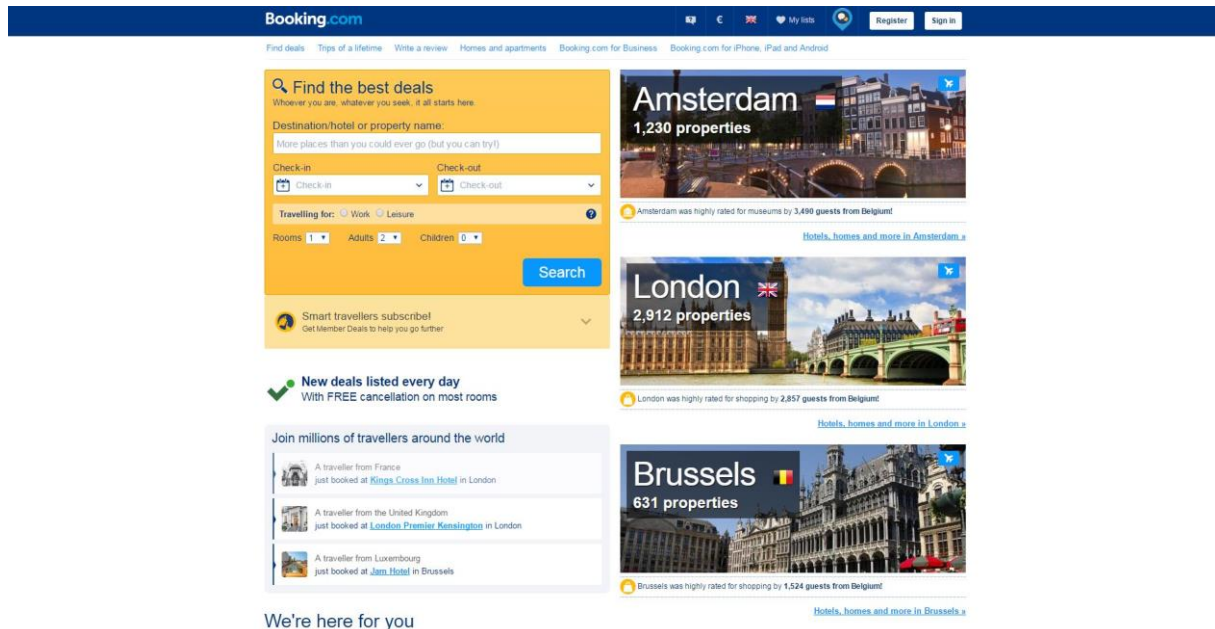 Booking.com
€
My lists
Register
Sign in
Find deals
Trips of a lifetime
Write a review
Homes and apartments
Booking.com for Business
Booking.com for iPhone, iPad and Android
Find the best deals
Whoever you are, whatever you seek, it all starts here.
Destination/hotel or property name:
More places than you could ever go (but you can try!)
Check-in
Check-out
Check-in
Check-out
Travelling for: Work Leisure
?
Rooms 1 Adults 2 Children 0
Search
Smart travellers subscribe!
Get Member Deals to help you go further
New deals listed every day
With FREE cancellation on most rooms
Join millions of travellers around the world
A traveller from France
just booked at Kings Cross Inn Hotel in London
A traveller from the United Kingdom
just booked at London Premier Kensington in London
A traveller from Luxembourg
just booked at Jam Hotel in Brussels
We're here for you
Amsterdam
1,230 properties
Amsterdam was highly rated for museums by 3,490 guests from Belgium!
Hotels, homes and more in Amsterdam »
London
2,912 properties
London was highly rated for shopping by 2,857 guests from Belgium!
Hotels, homes and more in London »
Brussels
631 properties
Brussels was highly rated for shopping by 1,524 guests from Belgium!
Hotels, homes and more in Brussels »